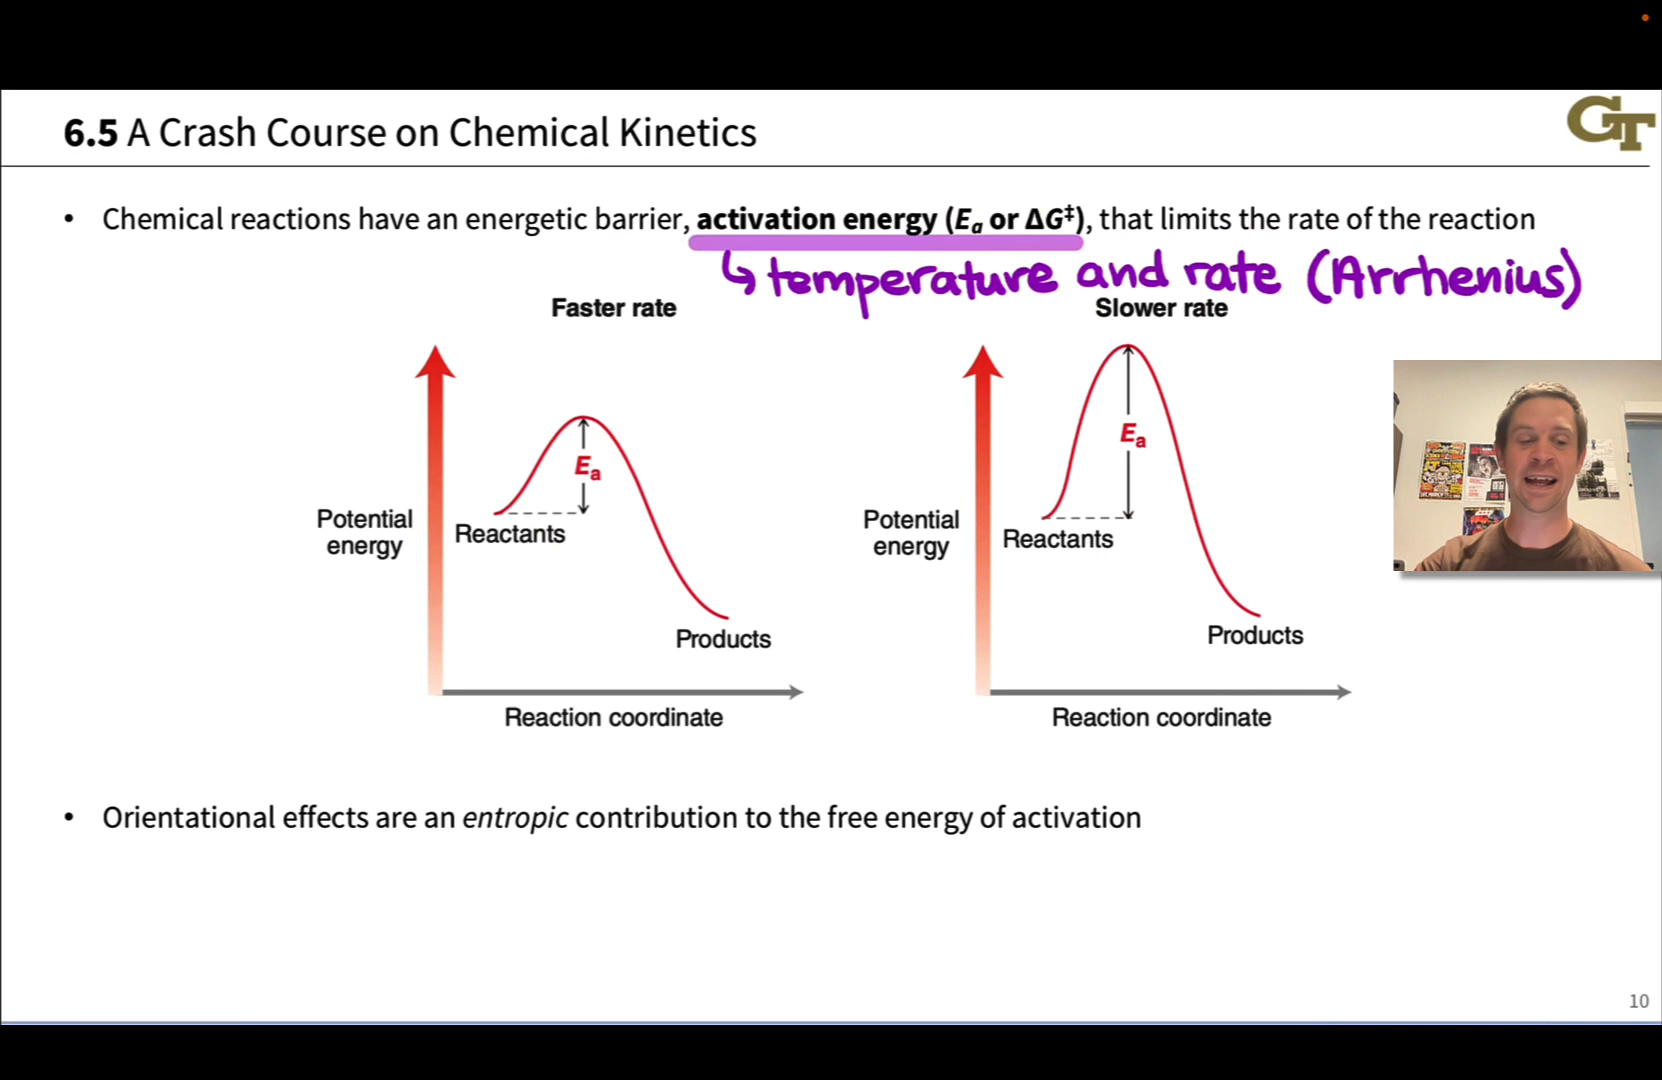 GT
6.5 A Crash Course on Chemical Kinetics
• Chemical reactions have an energetic barrier, activation energy (Ea or ΔG‡), that limits the rate of the reaction
↳ temperature and rate (Arrhenius)
Faster rate
Potential
energy
Ea
Reactants
Products
Reaction coordinate
Slower rate
Potential
energy
Ea
Reactants
Products
Reaction coordinate
• Orientational effects are an entropic contribution to the free energy of activation
10